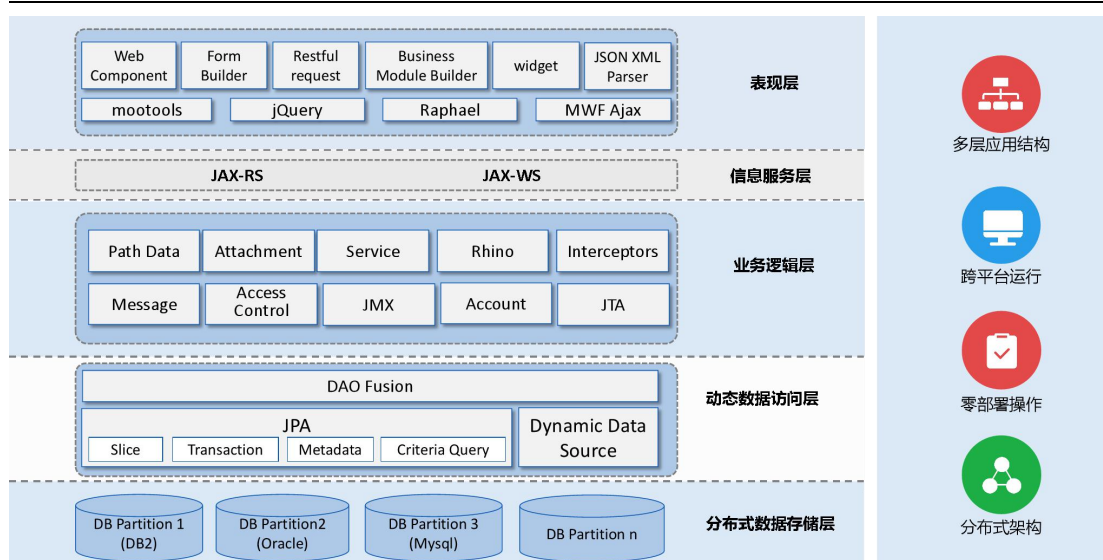 Web
Component
Form
Builder
Restful
request
Business
Module Builder
widget
JSON XML
Parser
mootools
jQuery
Raphael
MWF Ajax
表现层
JAX-RS
JAX-WS
信息服务层
Path Data
Attachment
Service
Rhino
Interceptors
Message
Access
Control
JMX
Account
JTA
业务逻辑层
DAO Fusion
JPA
Slice
Transaction
Metadata
Criteria Query
Dynamic Data
Source
动态数据访问层
DB Partition 1
(DB2)
DB Partition2
(Oracle)
DB Partition 3
(Mysql)
DB Partition n
分布式数据存储层
多层应用结构
跨平台运行
零部署操作
分布式架构